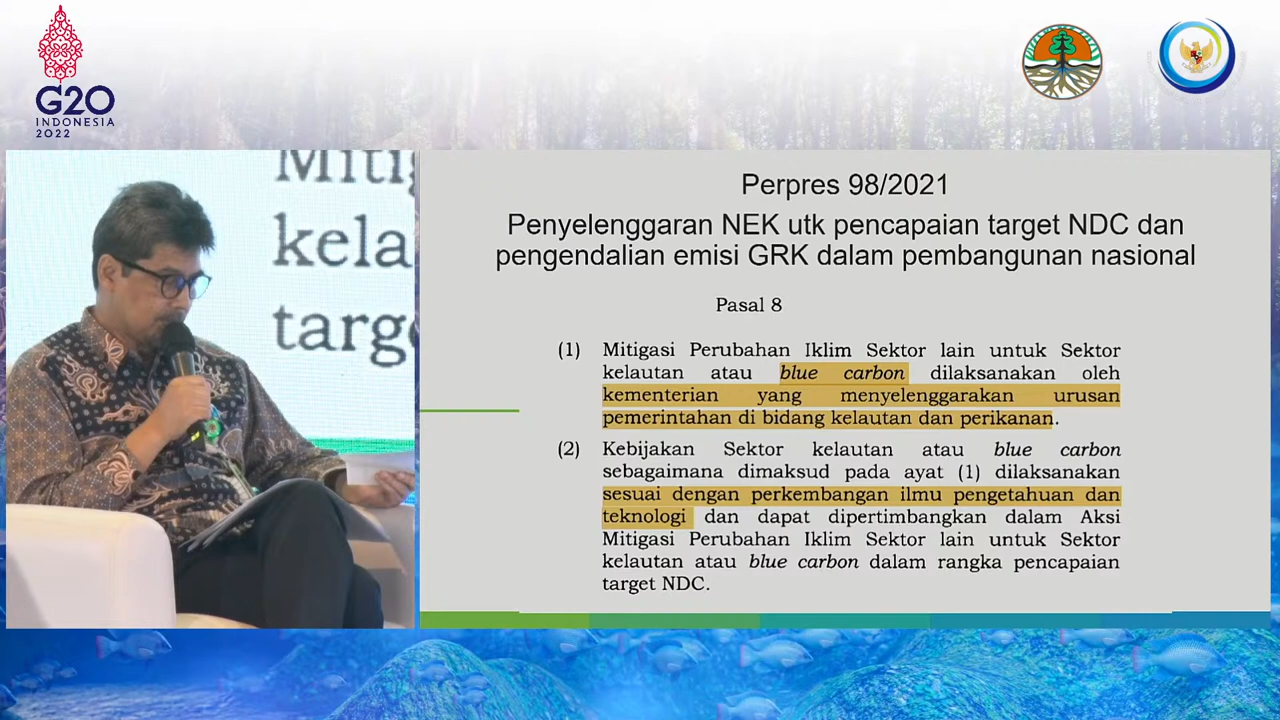 G20
INDONESIA
2022
Mitig
kela
targe
Perpres 98/2021
Penyelenggaran NEK utk pencapaian target NDC dan
pengendalian emisi GRK dalam pembangunan nasional
Pasal 8
(1) Mitigasi Perubahan Iklim Sektor lain untuk Sektor
kelautan atau blue carbon dilaksanakan oleh
kementerian yang menyelenggarakan urusan
pemerintahan di bidang kelautan dan perikanan.
(2) Kebijakan Sektor kelautan atau blue carbon
sebagaimana dimaksud pada ayat (1) dilaksanakan
sesuai dengan perkembangan ilmu pengetahuan dan
teknologi dan dapat dipertimbangkan dalam Aksi
Mitigasi Perubahan Iklim Sektor lain untuk Sektor
kelautan atau blue carbon dalam rangka pencapaian
target NDC.